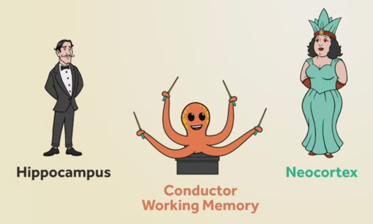 Hippocampus
Conductor
Working Memory
Neocortex